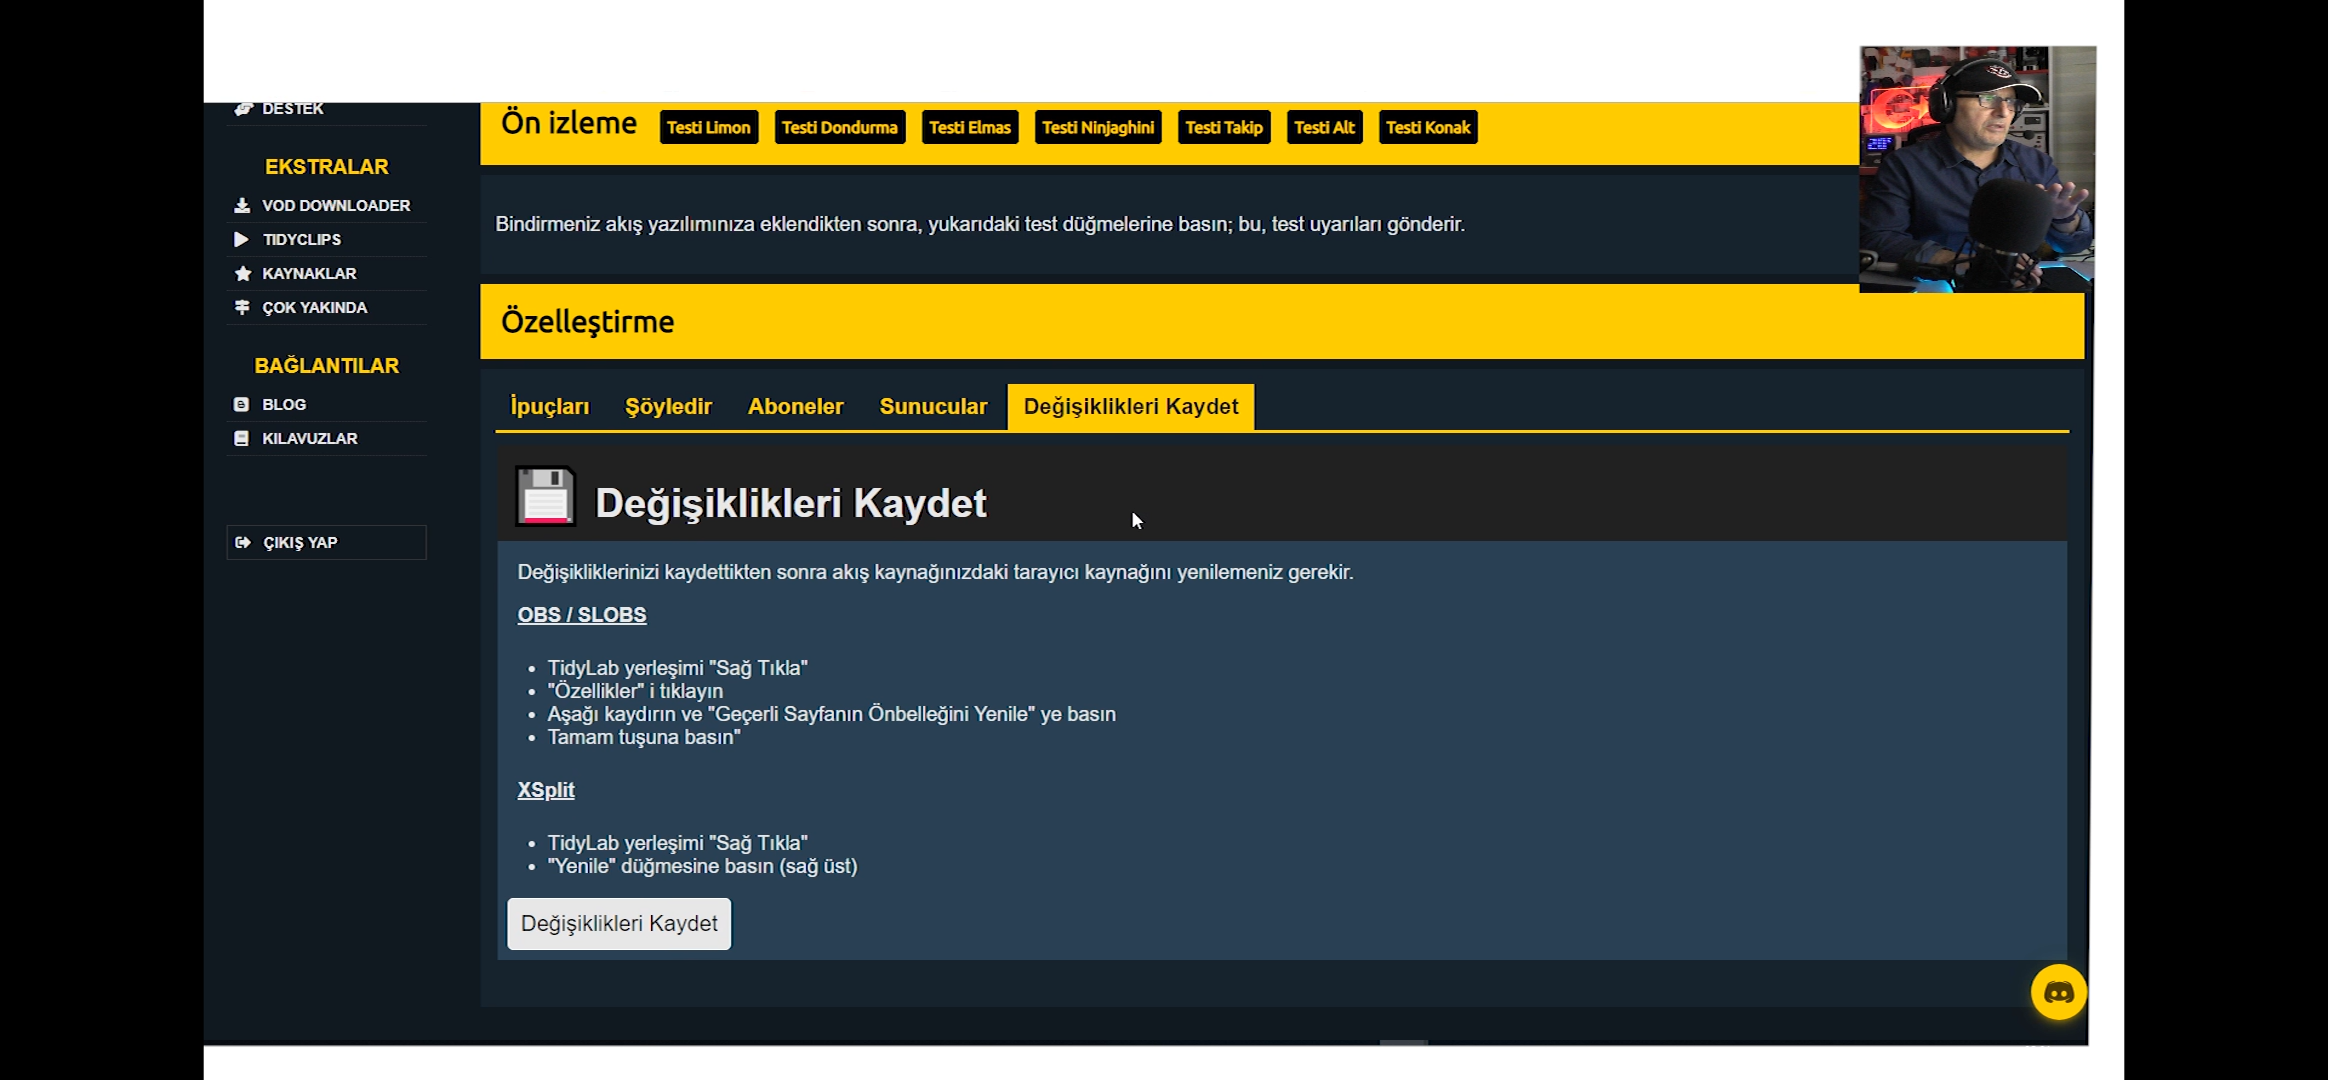 DESTEK
EKSTRALAR
VOD DOWNLOADER
TIDYCLIPS
KAYNAKLAR
ÇOK YAKINDA
BAĞLANTILAR
BLOG
KILAVUZLAR
ÇIKIŞ YAP
Ön izleme Testi Limon Testi Dondurma Testi Elmas Testi Ninjaghini Testi Takip Testi Alt Testi Konak
Bindirmeniz akış yazılımınıza eklendikten sonra, yukarıdaki test düğmelerine basın; bu, test uyarıları gönderir.
Özelleştirme
İpuçları Şöyledir Aboneler Sunucular Değişiklikleri Kaydet
Değişiklikleri Kaydet
Değişikliklerinizi kaydettikten sonra akış kaynağınızdaki tarayıcı kaynağını yenilemeniz gerekir.
OBS / SLOBS
• TidyLab yerleşimi "Sağ Tıkla"
• "Özellikler" i tıklayın
• Aşağı kaydırın ve "Geçerli Sayfanın Önbelleğini Yenile" ye basın
• Tamam tuşuna basın"
XSplit
• TidyLab yerleşimi "Sağ Tıkla"
• "Yenile" düğmesine basın (sağ üst)
Değişiklikleri Kaydet